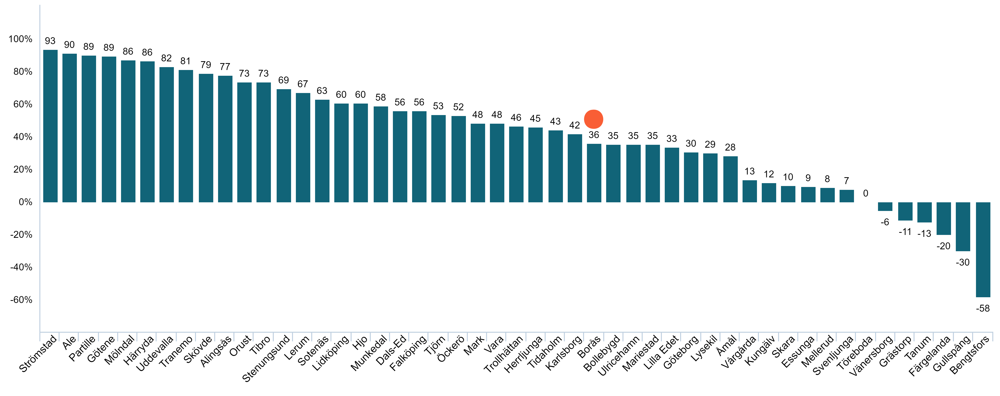 100%
80%
60%
40%
20%
0%
-20%
-40%
-60%
93
90
89
89
86
86
82
81
79
77
73
73
69
67
63
60
60
58
56
56
53
52
48
48
46
45
43
42
36
35
35
35
33
30
29
28
13
12
10
9
8
7
0
-6
-11
-13
-20
-30
-58
Strömstad
Ale
Partille
Götene
Mölndal
Härryda
Uddevalla
Tranemo
Skövde
Alingsås
Orust
Tibro
Stenungsund
Lerum
Sotenäs
Lidköping
Hjo
Munkedal
Dals-Ed
Falköping
Tjörn
Öckerö
Mark
Vara
Trollhättan
Herrljunga
Tidaholm
Karlsborg
Borås
Bollebygd
Ulricehamn
Mariestad
Lilla Edet
Göteborg
Lysekil
Åmål
Vårgårda
Kungälv
Skara
Essunga
Mellerud
Svenljunga
Töreboda
Vänersborg
Grästorp
Tanum
Färgelanda
Gullspång
Bengtsfors